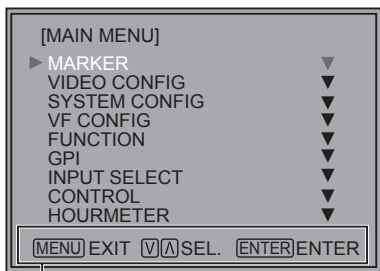 [MAIN MENU]
▶ MARKER ▼
VIDEO CONFIG ▼
SYSTEM CONFIG ▼
VF CONFIG ▼
FUNCTION ▼
GPI ▼
INPUT SELECT ▼
CONTROL ▼
HOURMETER ▼
[MENU] EXIT [V][Λ] SEL. [ENTER] ENTER